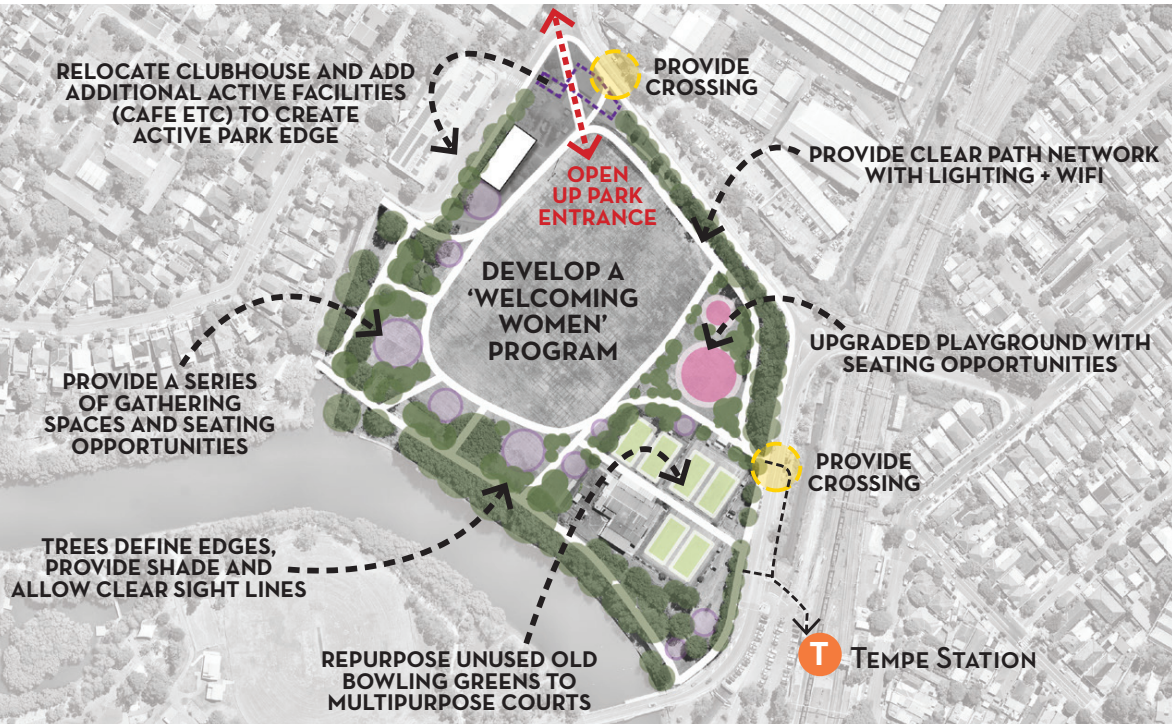 RELOCATE CLUBHOUSE AND ADD
ADDITIONAL ACTIVE FACILITIES
(CAFE ETC) TO CREATE
ACTIVE PARK EDGE
PROVIDE
CROSSING
OPEN
UP PARK
ENTRANCE
PROVIDE CLEAR PATH NETWORK
WITH LIGHTING + WIFI
DEVELOP A
‘WELCOMING
WOMEN’
PROGRAM
UPGRADED PLAYGROUND WITH
SEATING OPPORTUNITIES
PROVIDE A SERIES
OF GATHERING
SPACES AND SEATING
OPPORTUNITIES
PROVIDE
CROSSING
TREES DEFINE EDGES,
PROVIDE SHADE AND
ALLOW CLEAR SIGHT LINES
REPURPOSE UNUSED OLD
BOWLING GREENS TO
MULTIPURPOSE COURTS
T TEMPE STATION